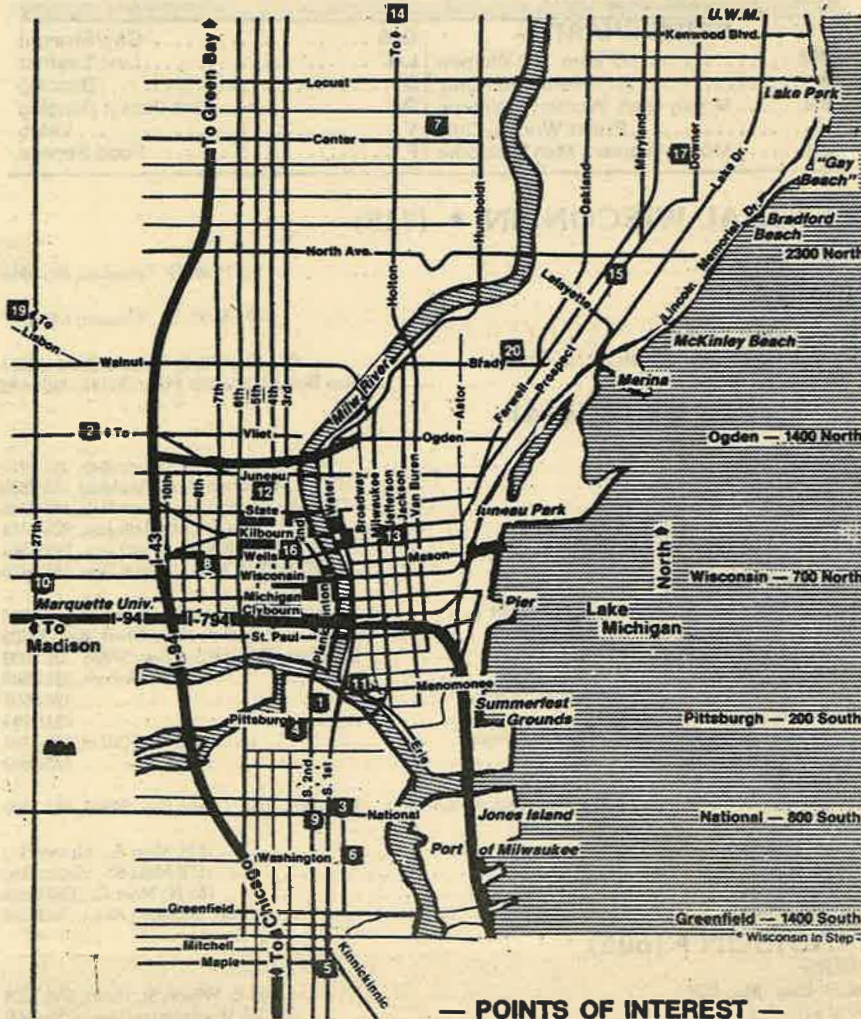 14
To
To Green Bay
U.W.M.
Kenwood Blvd.
Locust
Lake Park
7
Center
Maryland
17
Downer
Lake Dr.
"Gay
Beach"
Humboldt
Oakland
Bradford
Beach
North Ave.
2300 North
Lincoln Memorial Dr.
Holton
Lafayette
15
19 To
Lisbon
McKinley Beach
Walnut
Milw. River
Brady
20
Astor
Farwell
Prospect
Marina
7th
6th
5th
4th
3rd
2 To
Vliet
Ogden
Ogden — 1400 North
Juneau
10th
8th
12
State
2nd
Water
Broadway
Milwaukee
Jefferson
Jackson
Van Buren
Juneau Park
I-43
Kilbourn
13
27th
8
Wells
16
Mason
North
Wisconsin
Wisconsin — 700 North
10
Michigan
Marquette Univ.
Clybourn
Plankinton
Pier
Lake
Michigan
I-94
I-794
To
Madison
St. Paul
I-94
11
Menomonee
1
Summerfest
Grounds
Pittsburgh
4
Pittsburgh — 200 South
Erie
S. 2nd
S. 1st
3
National
Jones Island
National — 800 South
9
Port
of Milwaukee
Washington
6
Greenfield
Greenfield — 1400 South
© Wisconsin in Step
To Chicago
Mitchell
Maple
5
Kinnickinnic
— POINTS OF INTEREST —